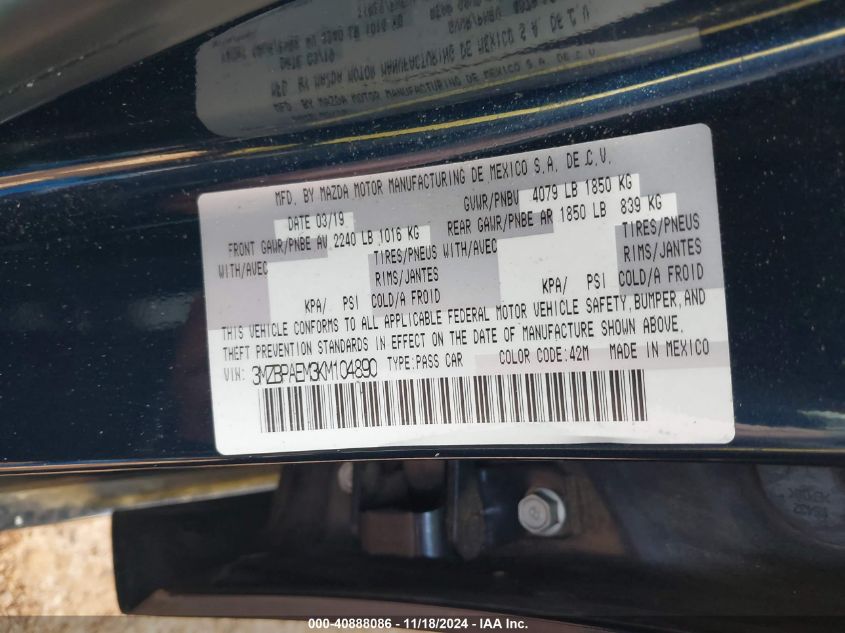 MFD. BY MAZDA MOTOR MANUFACTURING DE MEXICO S.A. DE C.V.
DATE 03/19 GVWR/PNBV 4079 LB 1850 KG
FRONT GAWR/PNBE AV 2240 LB 1016 KG REAR GAWR/PNBE AR 1850 LB 839 KG
WITH/AVEC TIRES/PNEUS WITH/AVEC TIRES/PNEUS
RIMS/JANTES RIMS/JANTES
KPA/ PSI COLD/A FROID KPA/ PSI COLD/A FROID
THIS VEHICLE CONFORMS TO ALL APPLICABLE FEDERAL MOTOR VEHICLE SAFETY, BUMPER, AND
THEFT PREVENTION STANDARDS IN EFFECT ON THE DATE OF MANUFACTURE SHOWN ABOVE.
VIN: 3MZBPAEM3KM104890 TYPE:PASS CAR COLOR CODE:42M MADE IN MEXICO
000-40888086 - 11/18/2024 - IAA Inc.